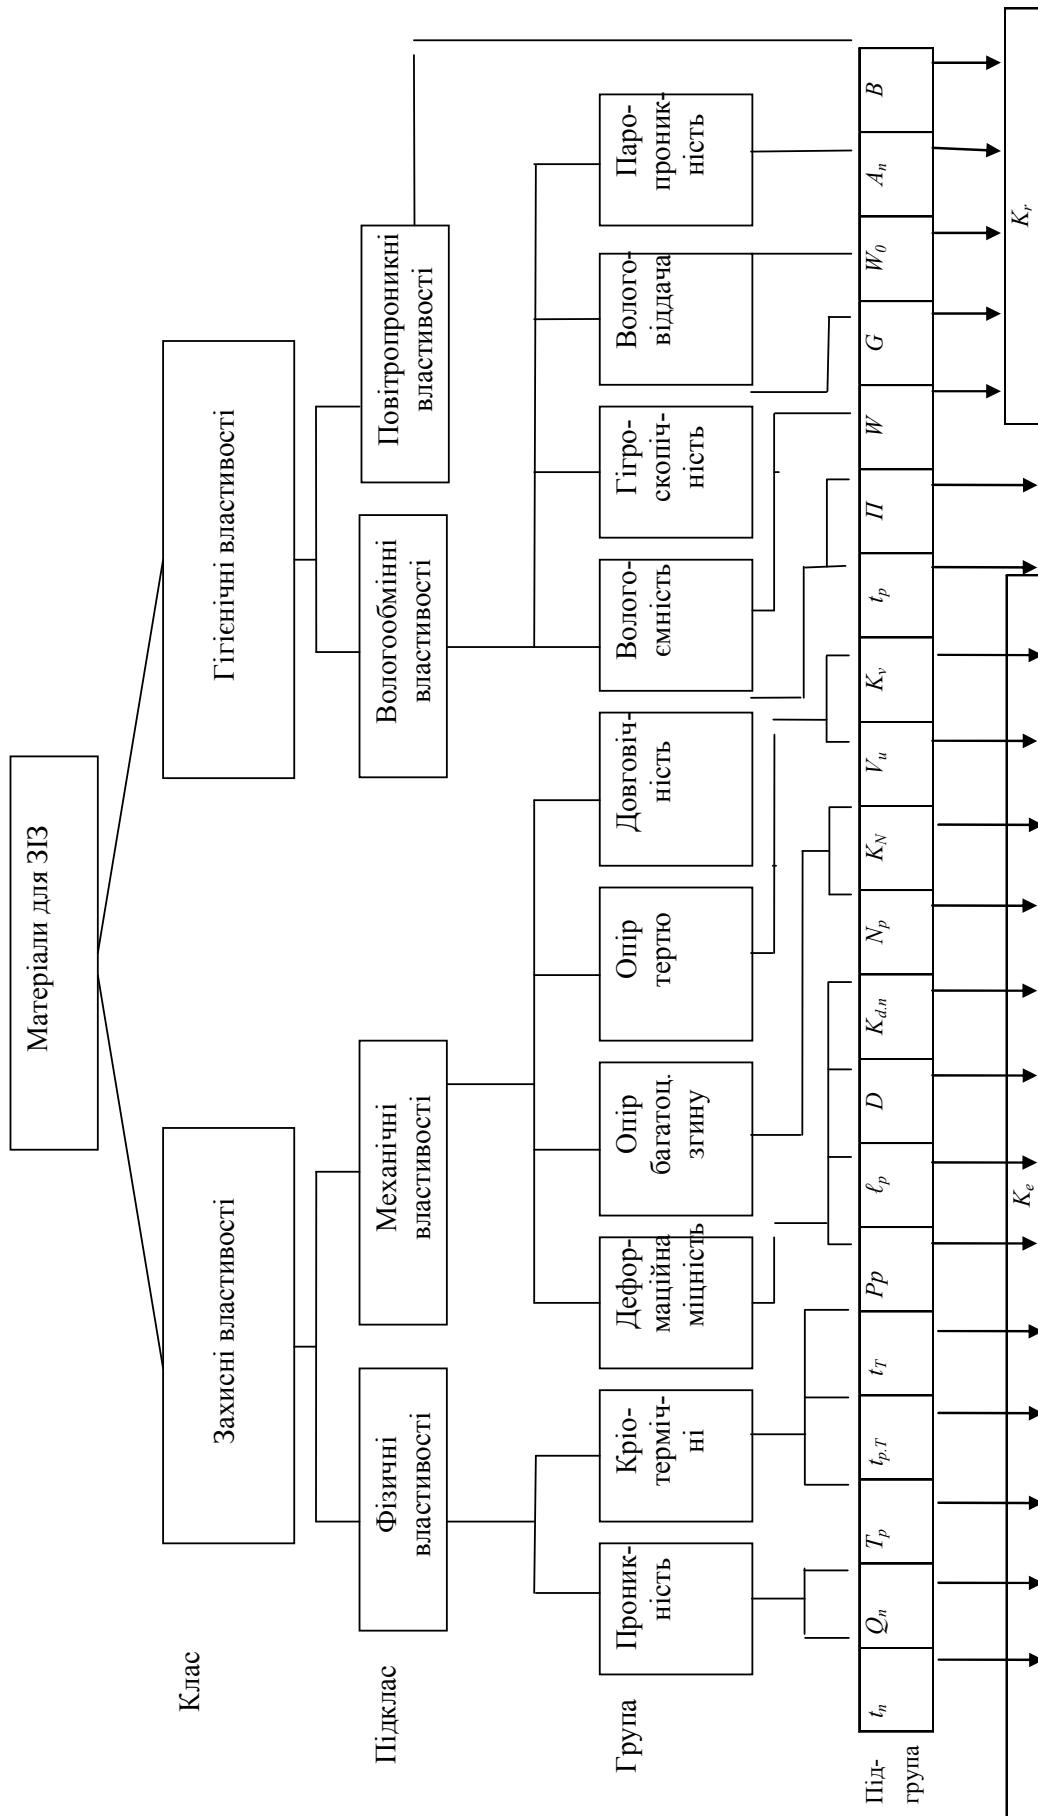 Матеріали для ЗІЗ
Клас
Захисні властивості
Гігієнічні властивості
Підклас
Фізичні
властивості
Механічні
властивості
Вологообмінні
властивості
Повітропроникні
властивості
Група
Проник-
ність
Кріо-
терміч-
ні
Дефор-
маційна
міцність
Опір
багатоц.
згину
Опір
тертю
Довговіч-
ність
Волого-
ємність
Гігро-
скопіч-
ність
Волого-
віддача
Паро-
проник-
ність
Під-
група
tn
Qn
Tp
tp.T
tT
Pp
ℓp
D
Kd.n
Np
KN
Vu
Kv
tp
П
W
G
W0
An
B
Ke
Kr